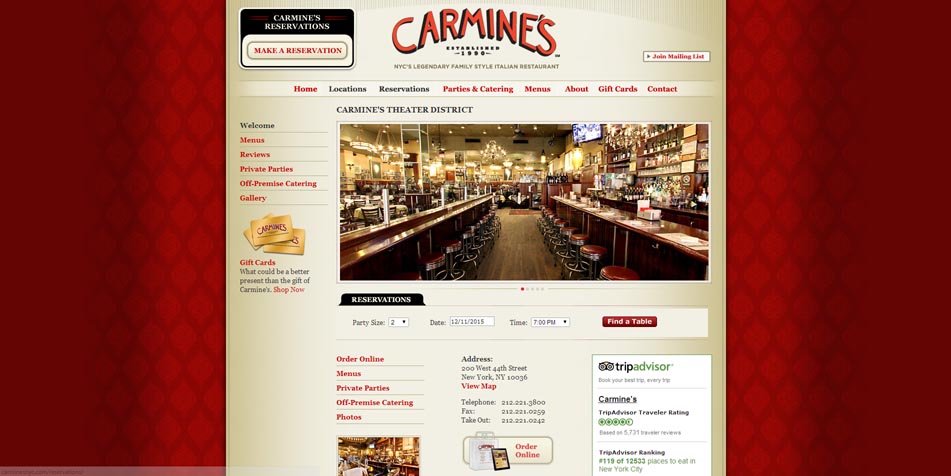 CARMINE'S
RESERVATIONS
MAKE A RESERVATION
CARMINE'S
ESTABLISHED
1990
NYC'S LEGENDARY FAMILY STYLE ITALIAN RESTAURANT
Join Mailing List
Home Locations Reservations Parties & Catering Menus About Gift Cards Contact
CARMINE'S THEATER DISTRICT
Welcome
Menus
Reviews
Private Parties
Off-Premise Catering
Gallery
CARMINE'S
Gift Cards
What could be a better
present than the gift of
Carmine's. Shop Now
RESERVATIONS
Party Size: 2 Date: 12/11/2015 Time: 7:00 PM Find a Table
Order Online
Menus
Private Parties
Off-Premise Catering
Photos
Address:
200 West 44th Street
New York, NY 10036
View Map
Telephone: 212.221.3800
Fax: 212.221.0259
Take Out: 212.221.0242
Order
Online
tripadvisor
Book your best trip, every trip
Carmine's
TripAdvisor Traveler Rating
Based on 5,731 traveler reviews
TripAdvisor Ranking
#119 of 12533 places to eat in
New York City